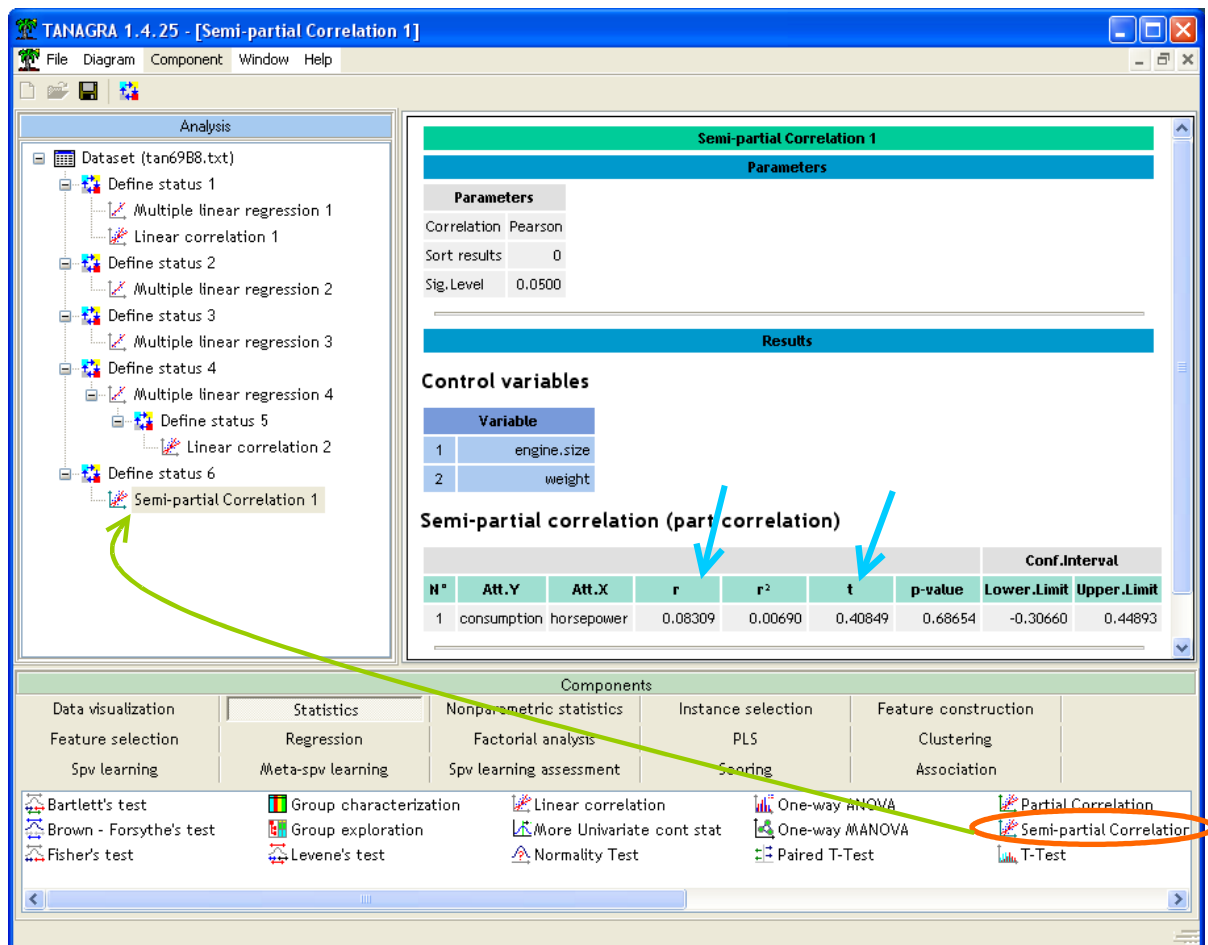 TANAGRA 1.4.25 - [Semi-partial Correlation 1]
File Diagram Component Window Help
Analysis
Dataset (tan69B8.txt)
Define status 1
Multiple linear regression 1
Linear correlation 1
Define status 2
Multiple linear regression 2
Define status 3
Multiple linear regression 3
Define status 4
Multiple linear regression 4
Define status 5
Linear correlation 2
Define status 6
Semi-partial Correlation 1
Semi-partial Correlation 1
Parameters
Parameters
Correlation Pearson
Sort results 0
Sig.Level 0.0500
Results
Control variables
Variable
1 engine.size
2 weight
Semi-partial correlation (part correlation)
Conf.Interval
N° Att.Y Att.X r r² t p-value Lower.Limit Upper.Limit
1 consumption horsepower 0.08309 0.00690 0.40849 0.68654 -0.30660 0.44893
Components
Data visualization Statistics Nonparametric statistics Instance selection Feature construction
Feature selection Regression Factorial analysis PLS Clustering
Spv learning Meta-spv learning Spv learning assessment Scoring Association
Bartlett's test Group characterization Linear correlation One-way ANOVA Partial Correlation
Brown - Forsythe's test Group exploration More Univariate cont stat One-way MANOVA Semi-partial Correlation
Fisher's test Levene's test Normality Test Paired T-Test T-Test